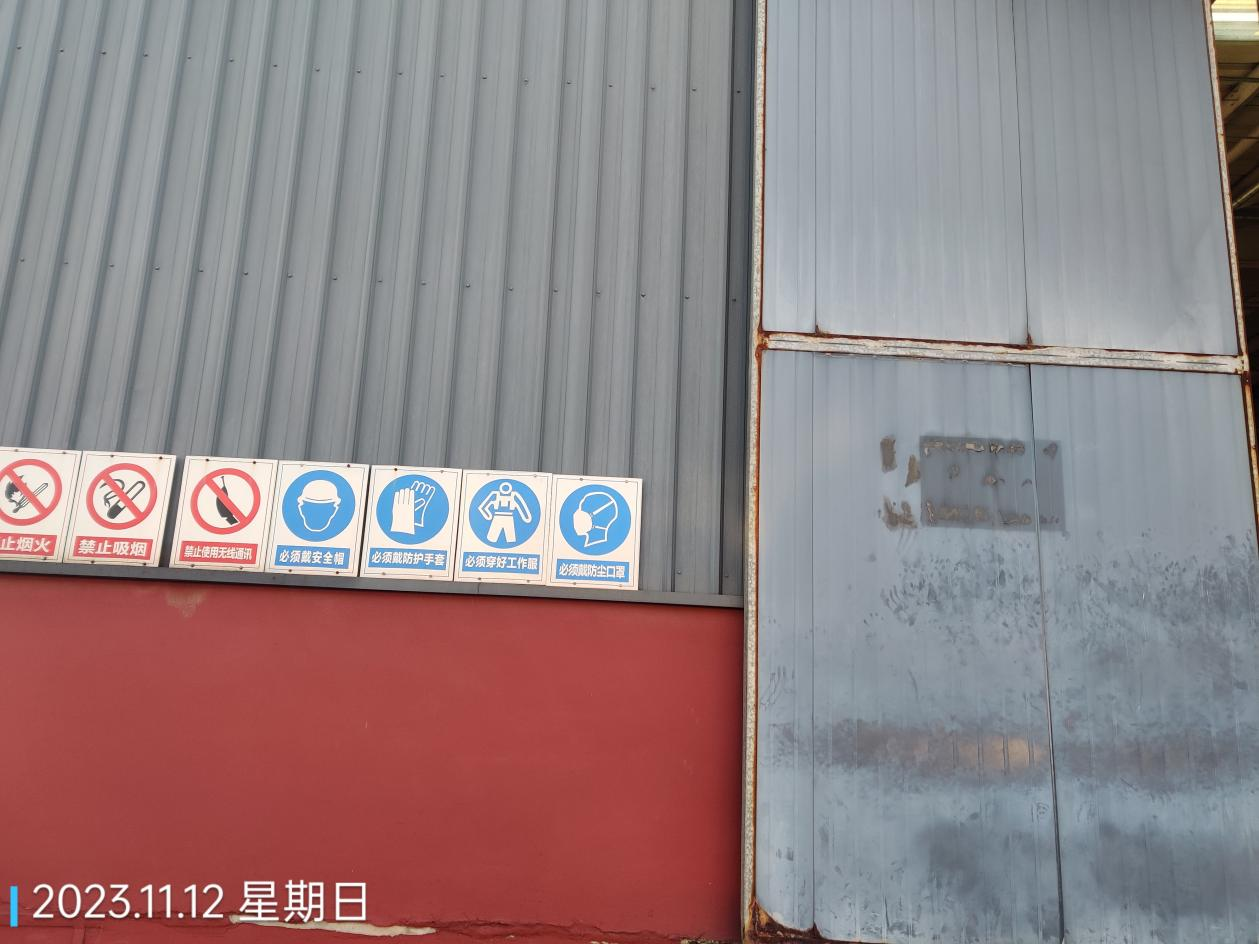 止烟火
禁止吸烟
禁止使用无线通讯
必须戴安全帽
必须戴防护手套
必须穿好工作服
必须戴防尘口罩
2023.11.12 星期日